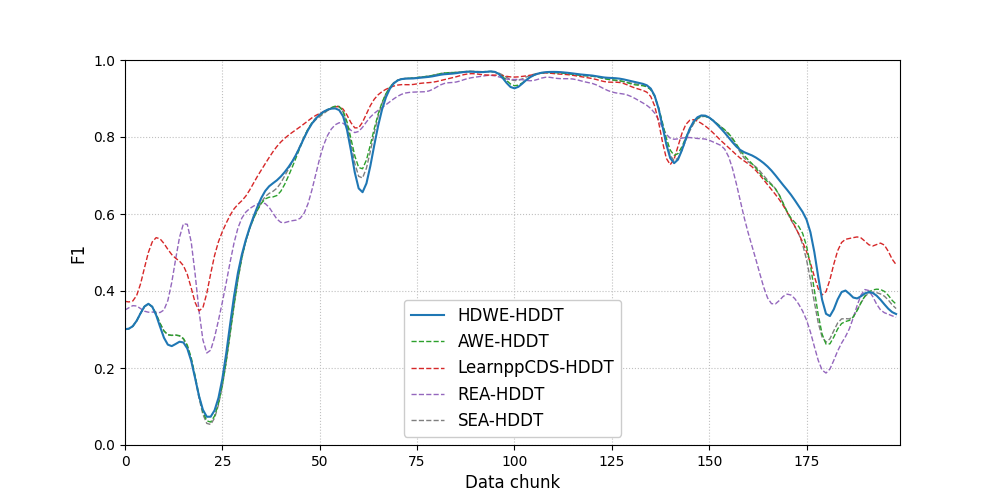 1.0
0.8
0.6
0.4
0.2
0.0
F1
0 25 50 75 100 125 150 175
Data chunk
HDWE-HDDT
AWE-HDDT
LearnppCDS-HDDT
REA-HDDT
SEA-HDDT